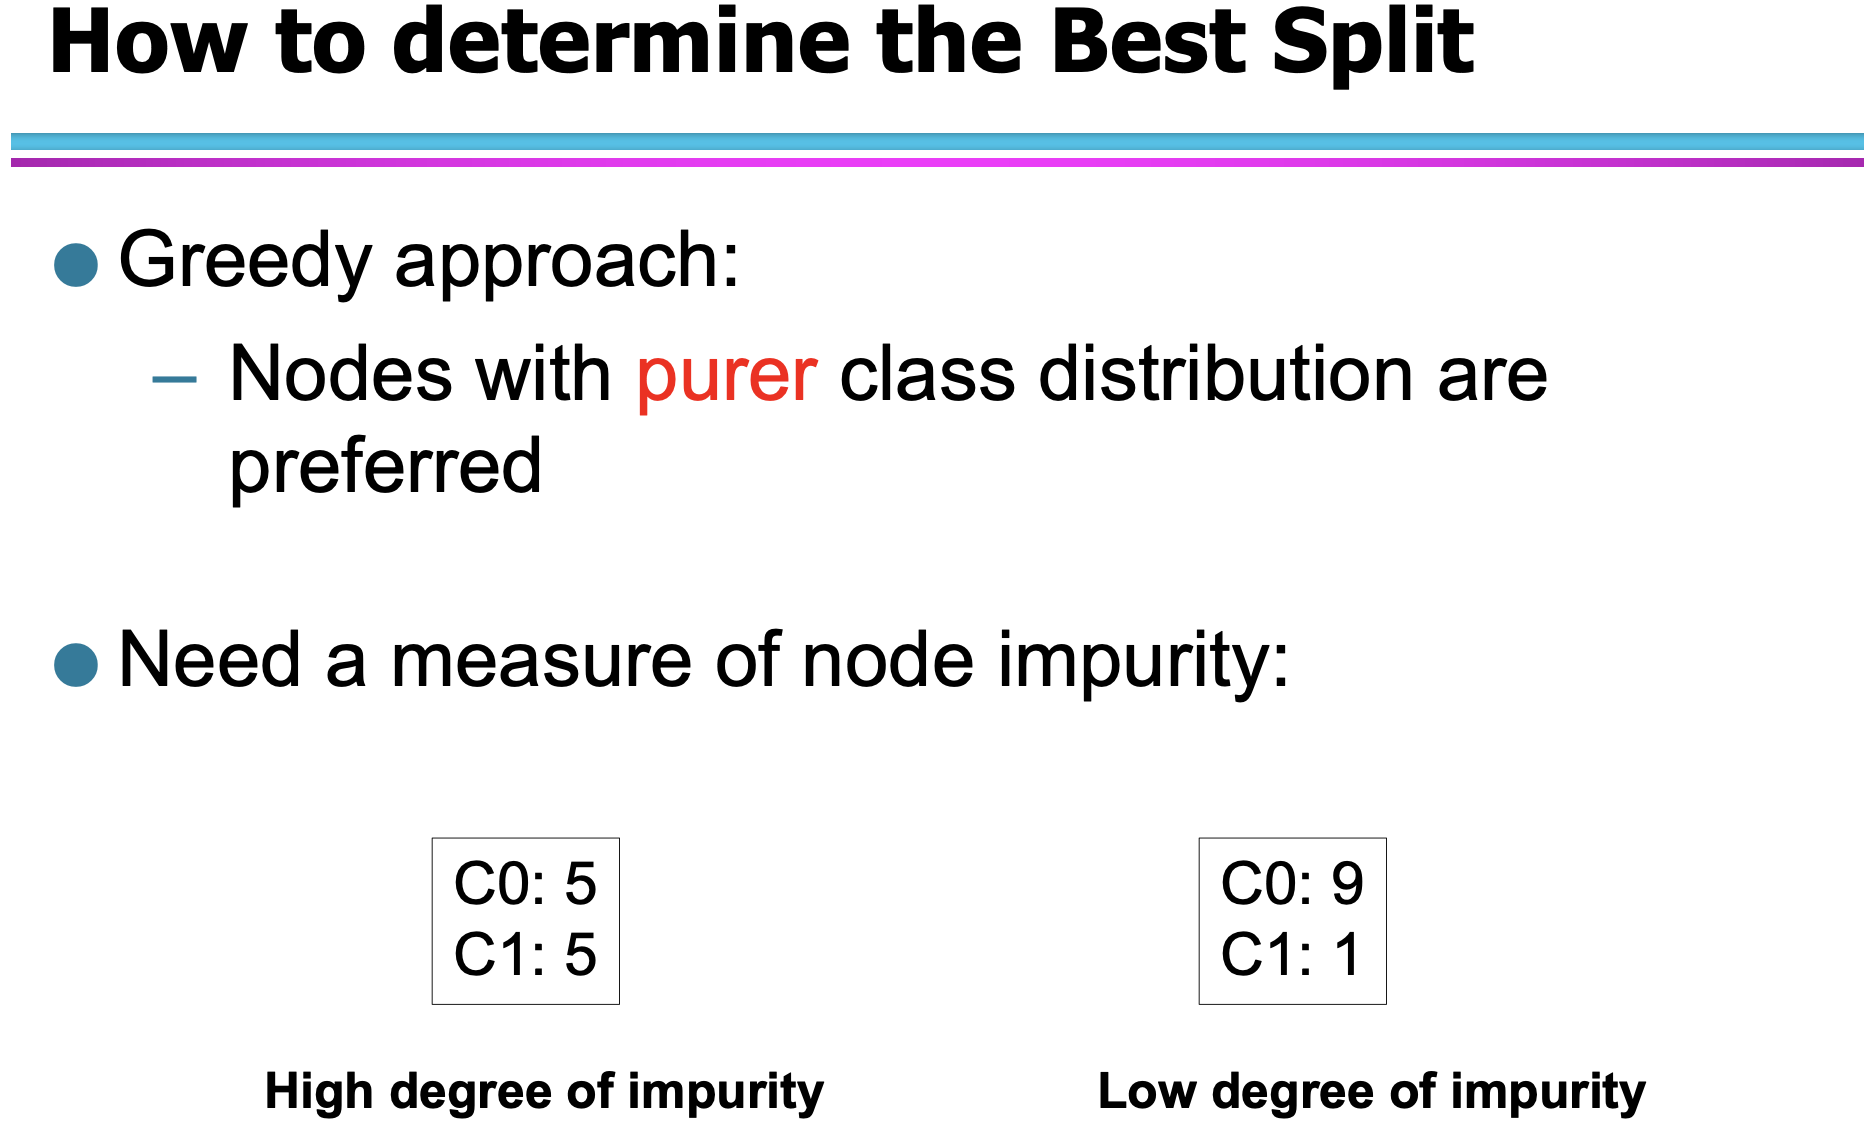 How to determine the Best Split
● Greedy approach:
– Nodes with purer class distribution are
preferred
● Need a measure of node impurity:
C0: 5
C1: 5
High degree of impurity
C0: 9
C1: 1
Low degree of impurity